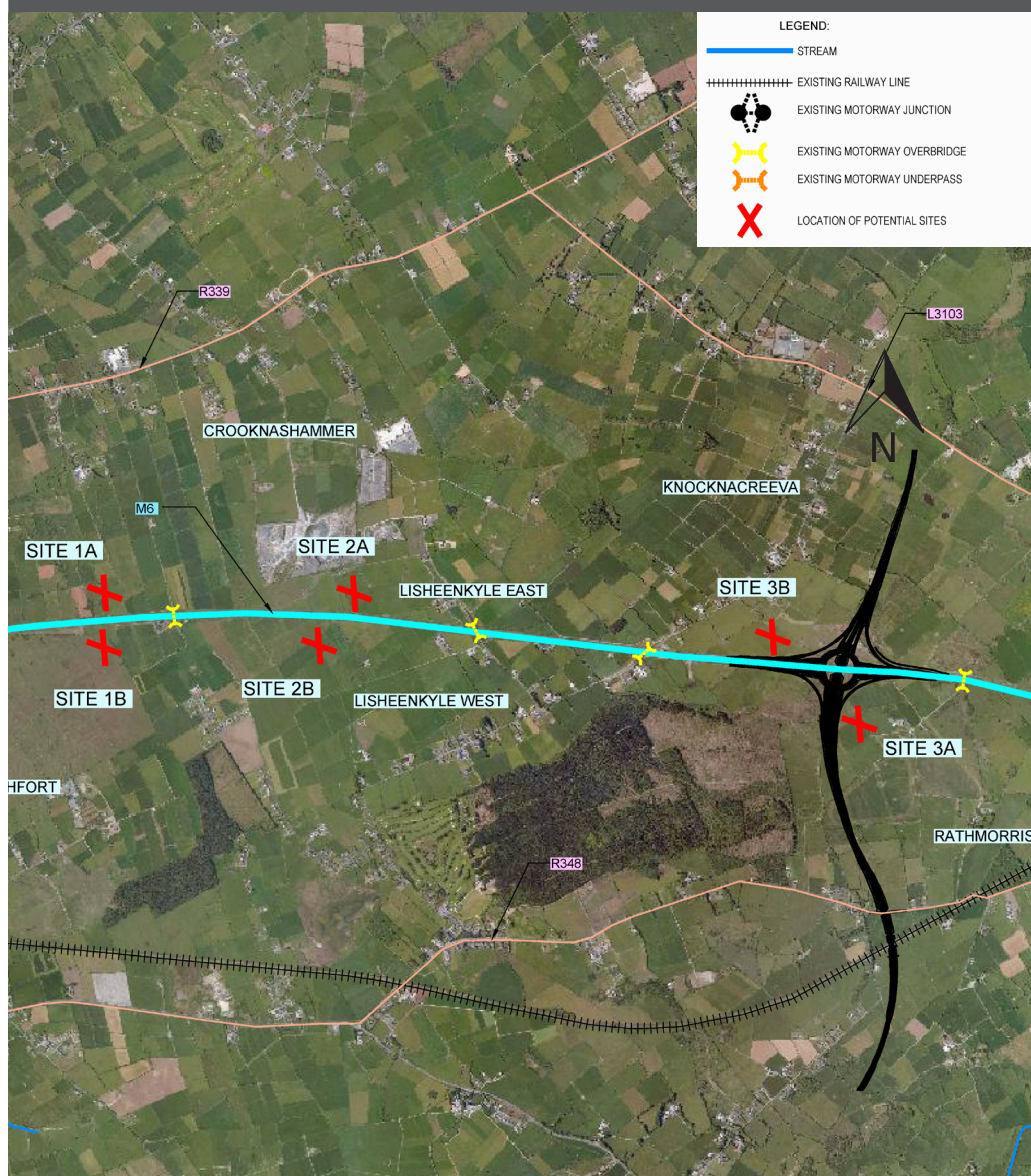 LEGEND:
STREAM
EXISTING RAILWAY LINE
EXISTING MOTORWAY JUNCTION
EXISTING MOTORWAY OVERBRIDGE
EXISTING MOTORWAY UNDERPASS
LOCATION OF POTENTIAL SITES
R339
L3103
N
CROOKNASHAMMER
KNOCKNACREEVA
M6
SITE 1A
SITE 2A
LISHEENKYLE EAST
SITE 3B
SITE 1B
SITE 2B
LISHEENKYLE WEST
SITE 3A
HFORT
RATHMORRIS
R348